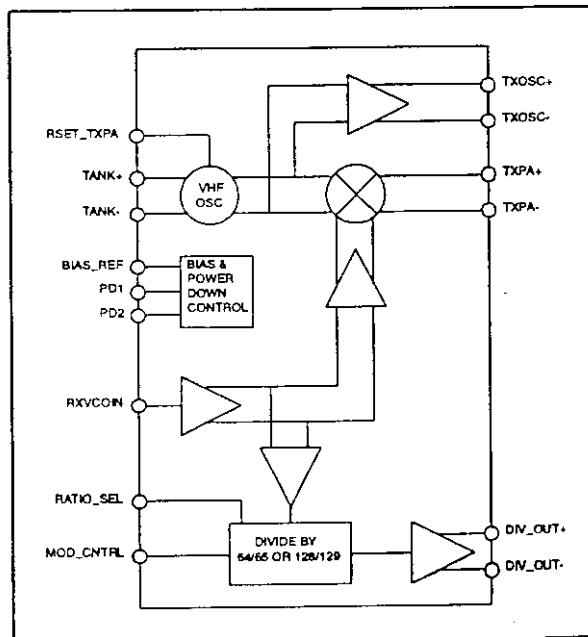 TXOSC+
TXOSC-
RSET_TXPA
TANK+
TANK-
VHF
OSC
TXPA+
TXPA-
BIAS_REF
PD1
PD2
BIAS &
POWER
DOWN
CONTROL
RXVCOIN
RATIO_SEL
MOD_CNTRL
DIVIDE BY
64/65 OR 128/129
DIV_OUT+
DIV_OUT-